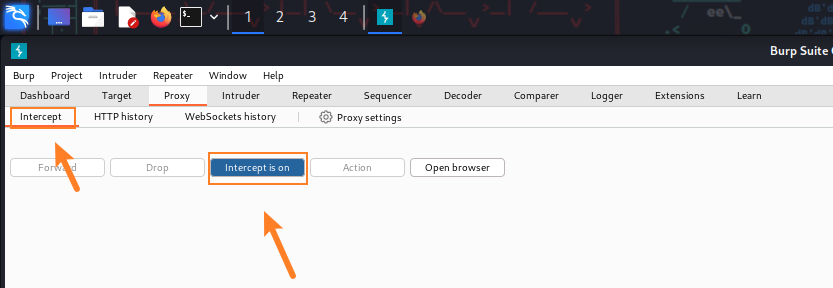 1 2 3 4
ee\_
Burp Suite C
Burp Project Intruder Repeater Window Help
Dashboard Target Proxy Intruder Repeater Sequencer Decoder Comparer Logger Extensions Learn
Intercept HTTP history WebSockets history Proxy settings
Forward Drop Intercept is on Action Open browser